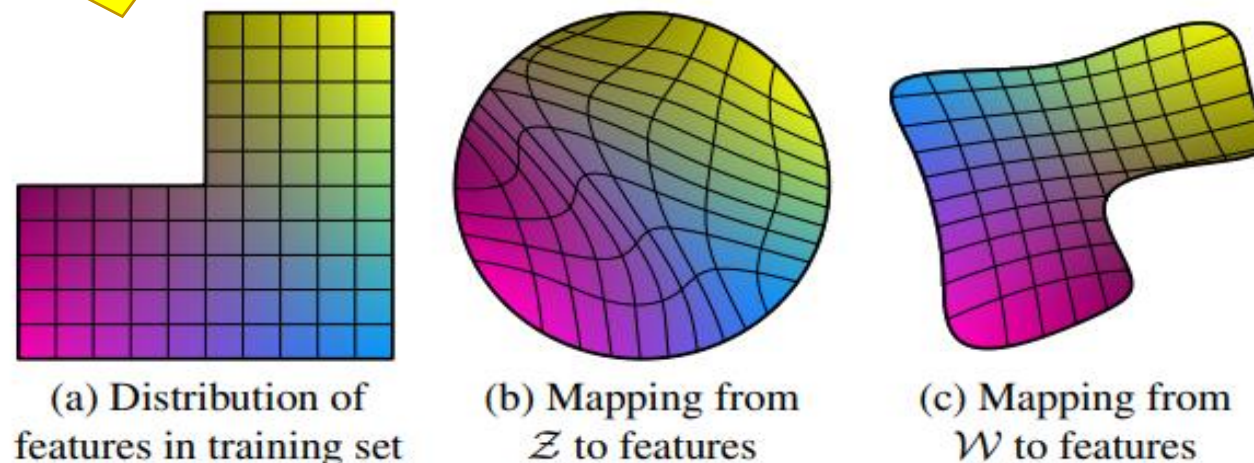 (a) Distribution of
features in training set
(b) Mapping from
𝒵 to features
(c) Mapping from
𝒲 to features